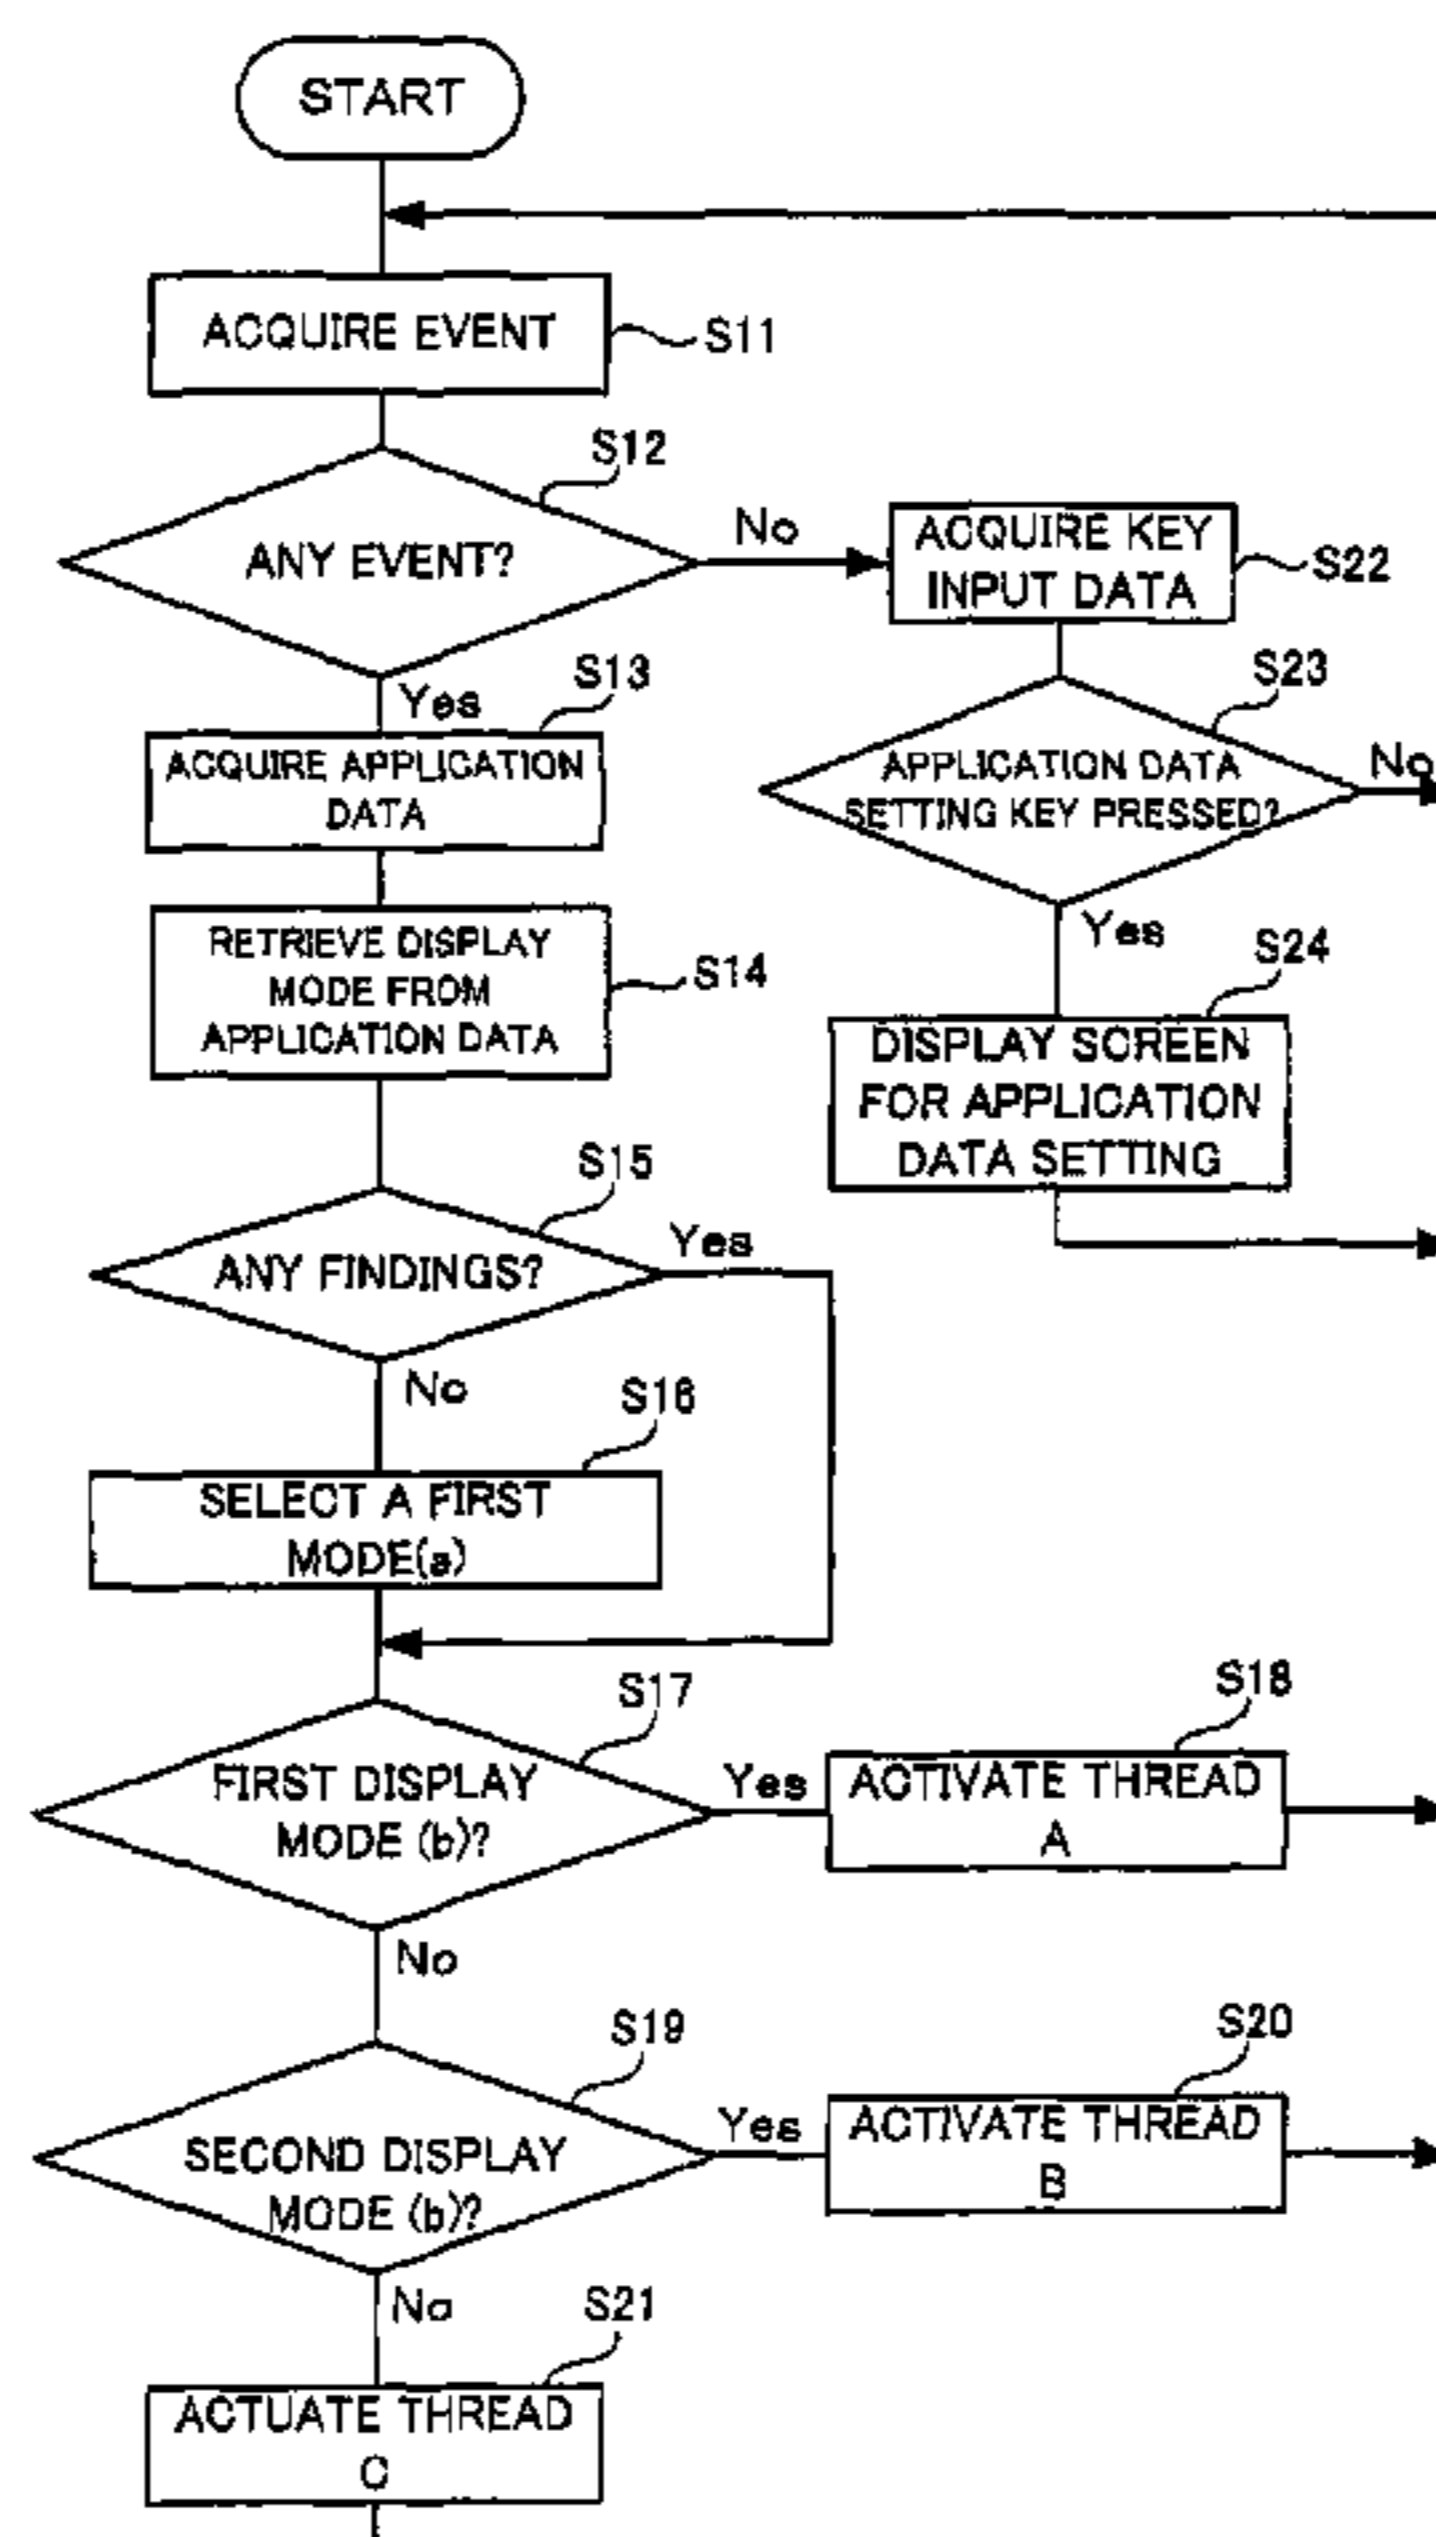 START
ACQUIRE EVENT
S11
S12
ANY EVENT?
No
ACQUIRE KEY
INPUT DATA
S22
Yes
S13
ACQUIRE APPLICATION
DATA
S23
APPLICATION DATA
SETTING KEY PRESSED?
No
Yes
RETRIEVE DISPLAY
MODE FROM
APPLICATION DATA
S14
S24
DISPLAY SCREEN
FOR APPLICATION
DATA SETTING
S15
ANY FINDINGS?
Yes
No
S16
SELECT A FIRST
MODE(a)
S17
FIRST DISPLAY
MODE (b)?
Yes
S18
ACTIVATE THREAD
A
No
S19
SECOND DISPLAY
MODE (b)?
Yes
S20
ACTIVATE THREAD
B
No
S21
ACTUATE THREAD
C